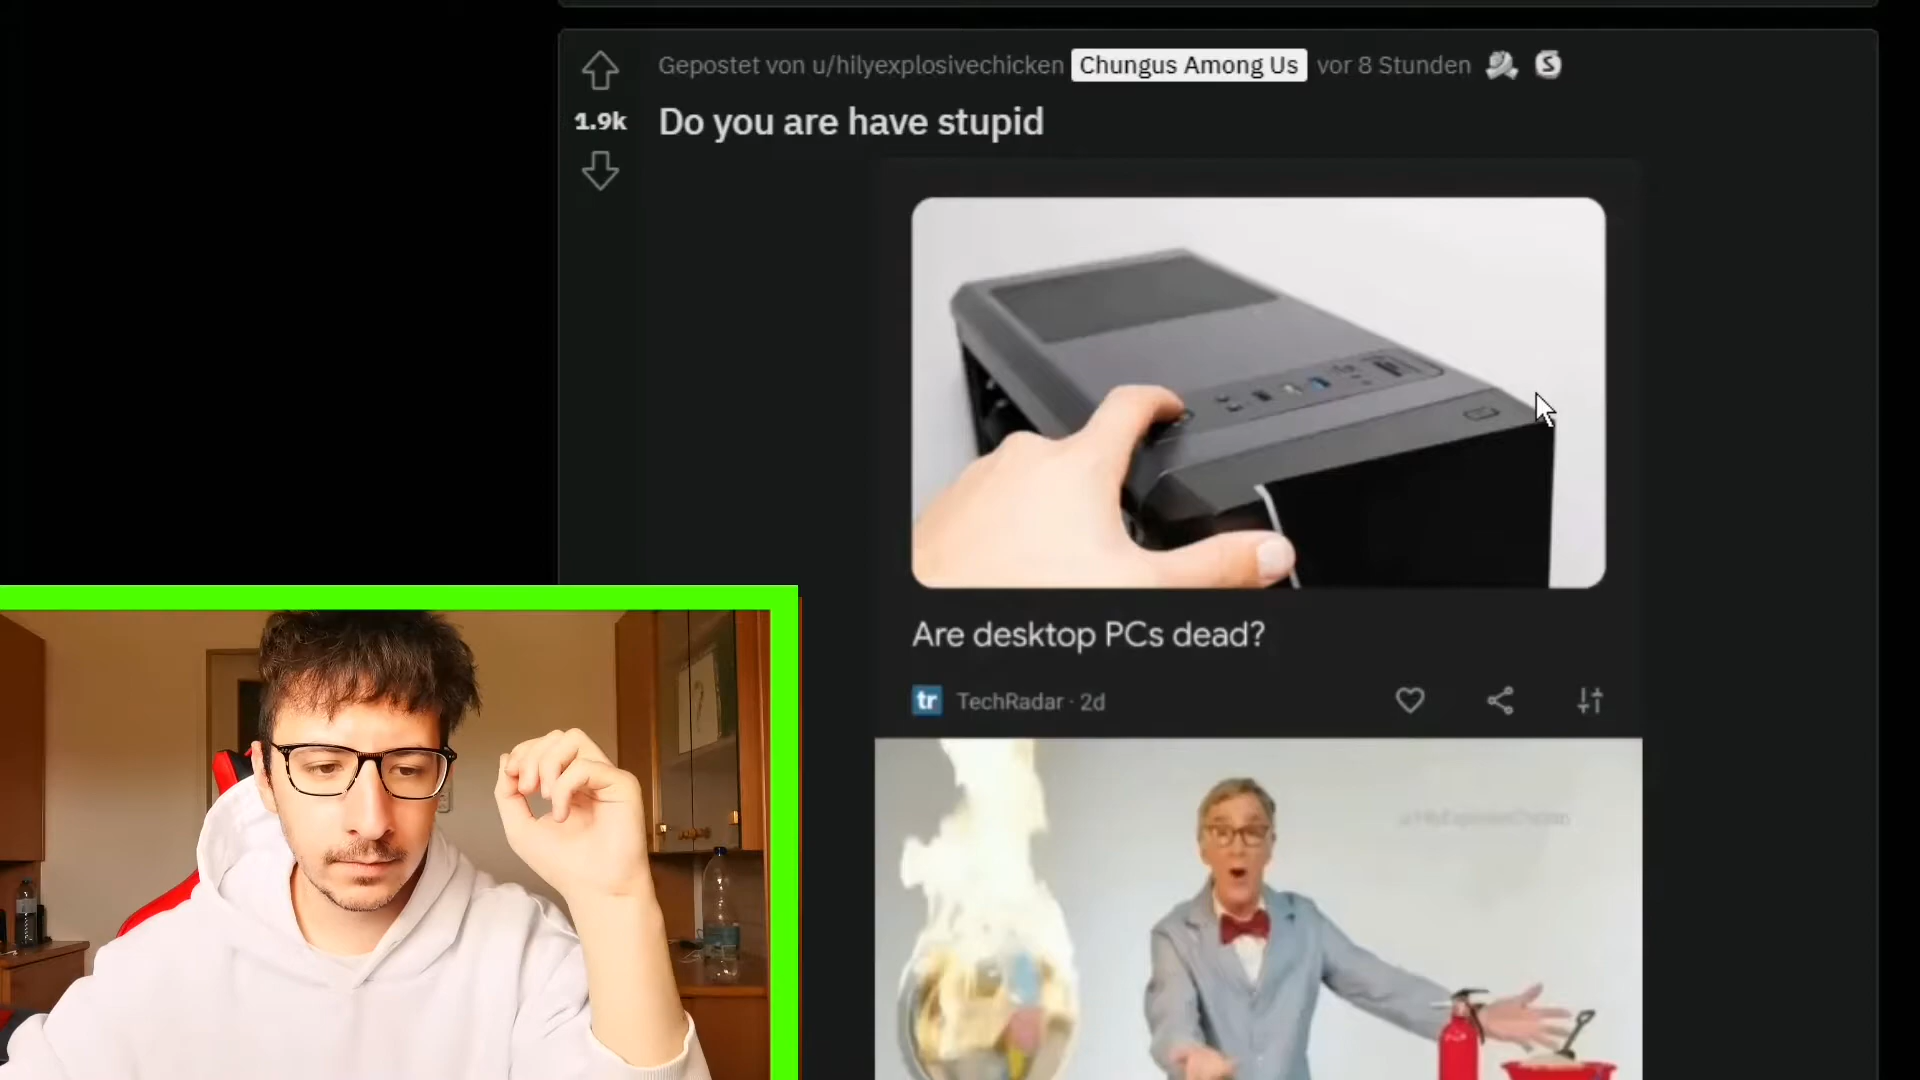 Gepostet von u/hilyexplosivechicken Chungus Among Us vor 8 Stunden
1.9k
Do you are have stupid
Are desktop PCs dead?
tr TechRadar · 2d